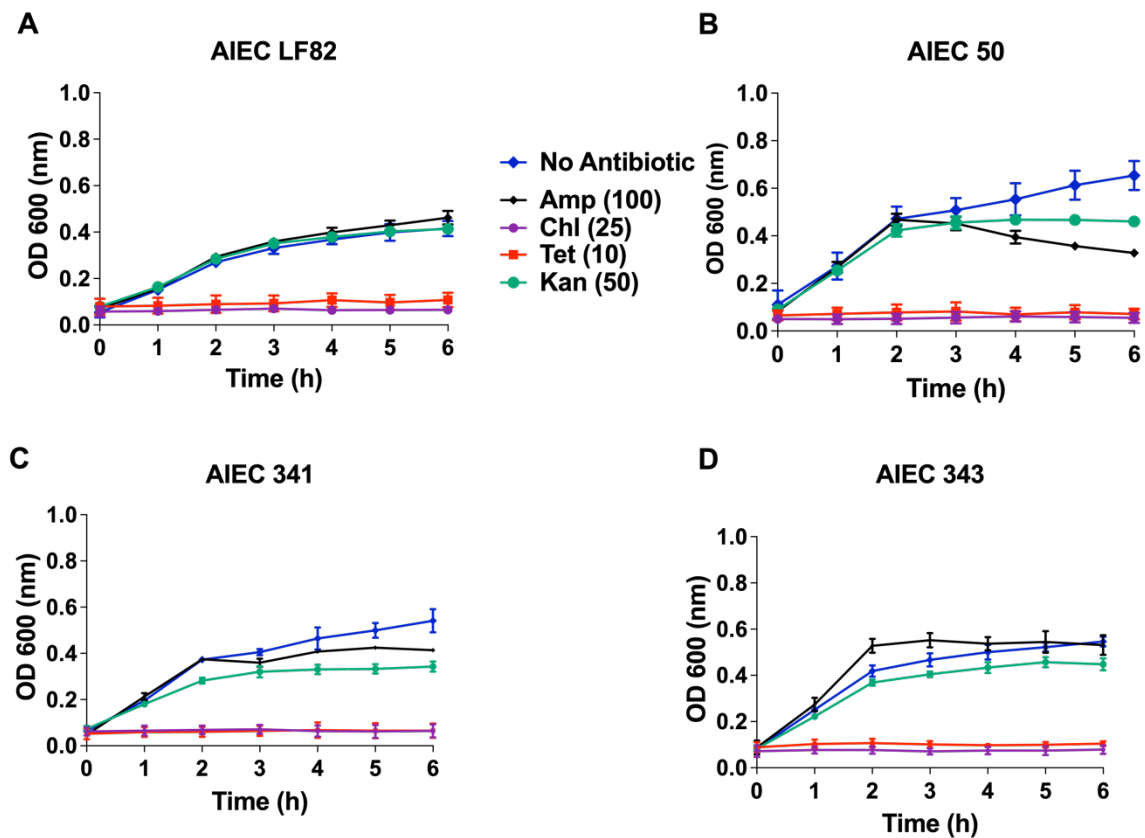 A
AIEC LF82
OD 600 (nm)
1.0
0.8
0.6
0.4
0.2
0.0
0 1 2 3 4 5 6
Time (h)
No Antibiotic
Amp (100)
Chl (25)
Tet (10)
Kan (50)
B
AIEC 50
OD 600 (nm)
1.0
0.8
0.6
0.4
0.2
0.0
0 1 2 3 4 5 6
Time (h)
C
AIEC 341
OD 600 (nm)
1.0
0.8
0.6
0.4
0.2
0.0
0 1 2 3 4 5 6
Time (h)
D
AIEC 343
OD 600 (nm)
1.0
0.8
0.6
0.4
0.2
0.0
0 1 2 3 4 5 6
Time (h)